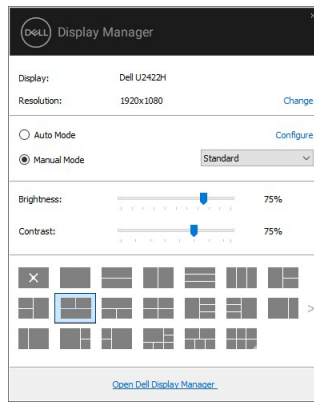 DELL Display Manager
Display: Dell U2422H
Resolution: 1920x1080 Change
Auto Mode Configure
Manual Mode Standard
Brightness: 75%
Contrast: 75%
Open Dell Display Manager